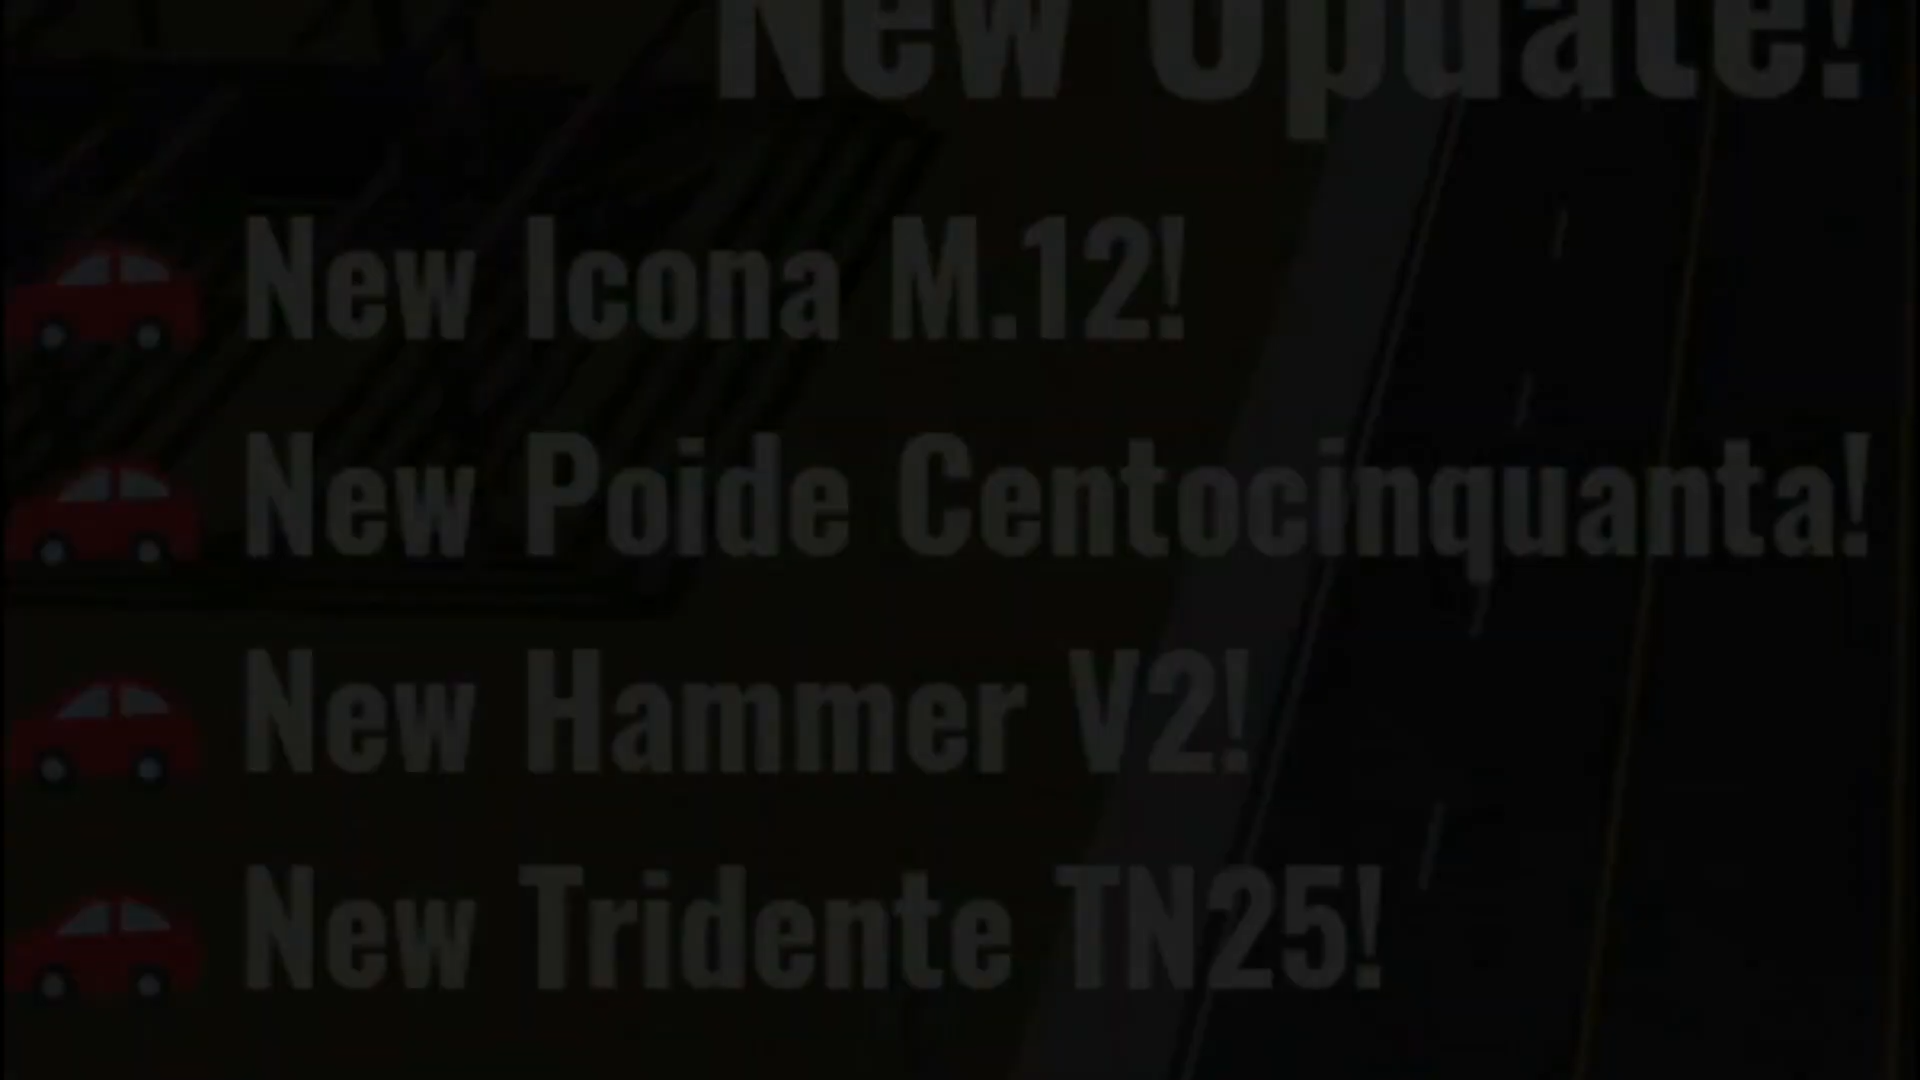 New Update!
New Icona M.12!
New Poide Centocinquanta!
New Hammer V2!
New Tridente TN25!